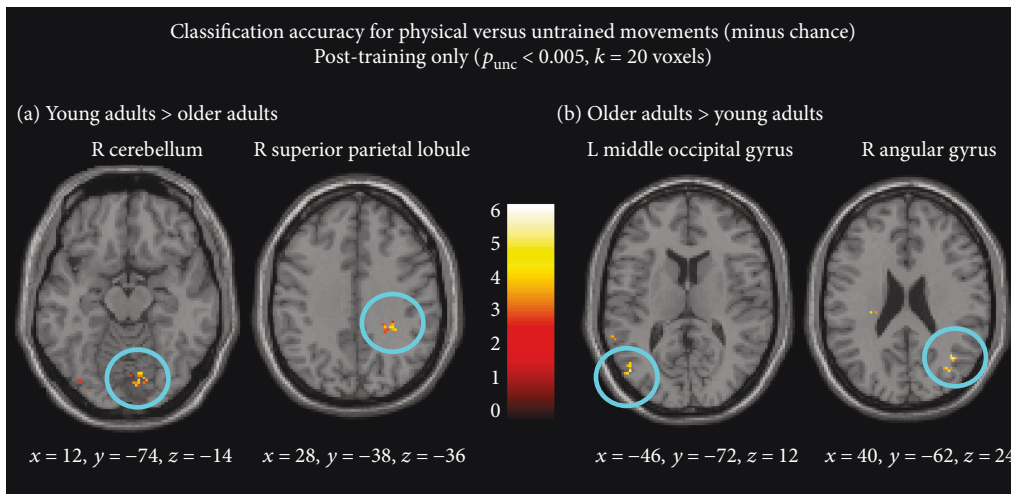 Classification accuracy for physical versus untrained movements (minus chance)
Post-training only (p_unc < 0.005, k = 20 voxels)
(a) Young adults > older adults
(b) Older adults > young adults
R cerebellum
R superior parietal lobule
L middle occipital gyrus
R angular gyrus
6
5
4
3
2
1
0
x = 12, y = −74, z = −14
x = 28, y = −38, z = −36
x = −46, y = −72, z = 12
x = 40, y = −62, z = 24